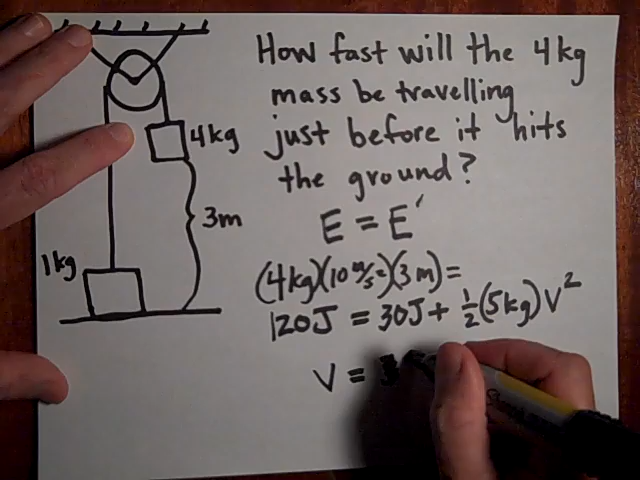 How fast will the 4kg
mass be travelling
just before it hits
the ground?
4kg
3m
1kg
E = E'
(4kg)(10 m/s²)(3m) =
120J = 30J + ½(5kg)V²
V =